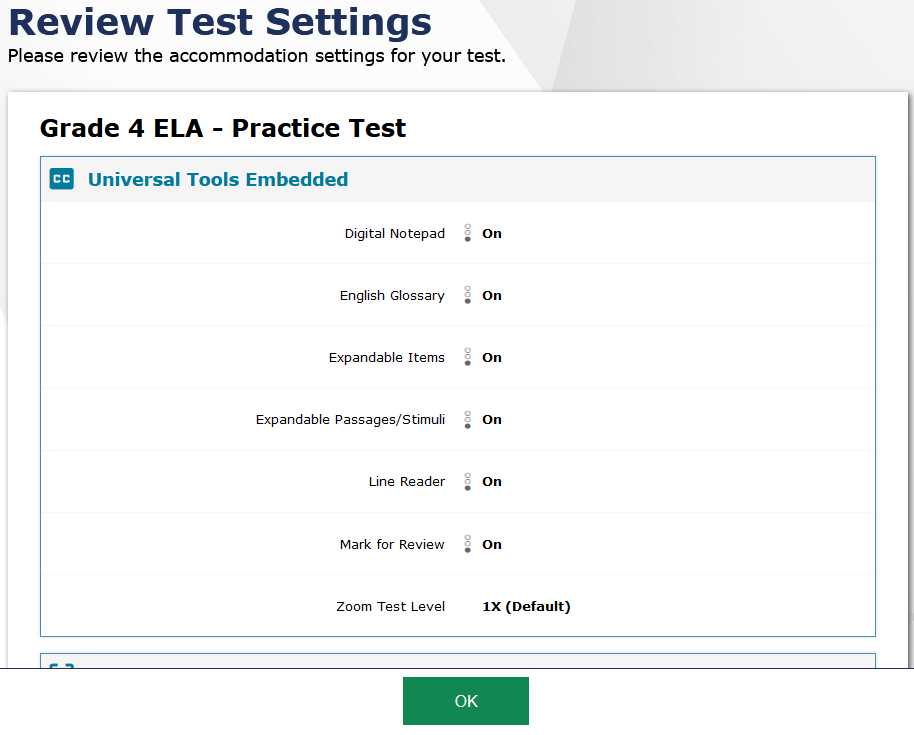 Review Test Settings
Please review the accommodation settings for your test.
Grade 4 ELA - Practice Test
CC Universal Tools Embedded
Digital Notepad On
English Glossary On
Expandable Items On
Expandable Passages/Stimuli On
Line Reader On
Mark for Review On
Zoom Test Level 1X (Default)
OK